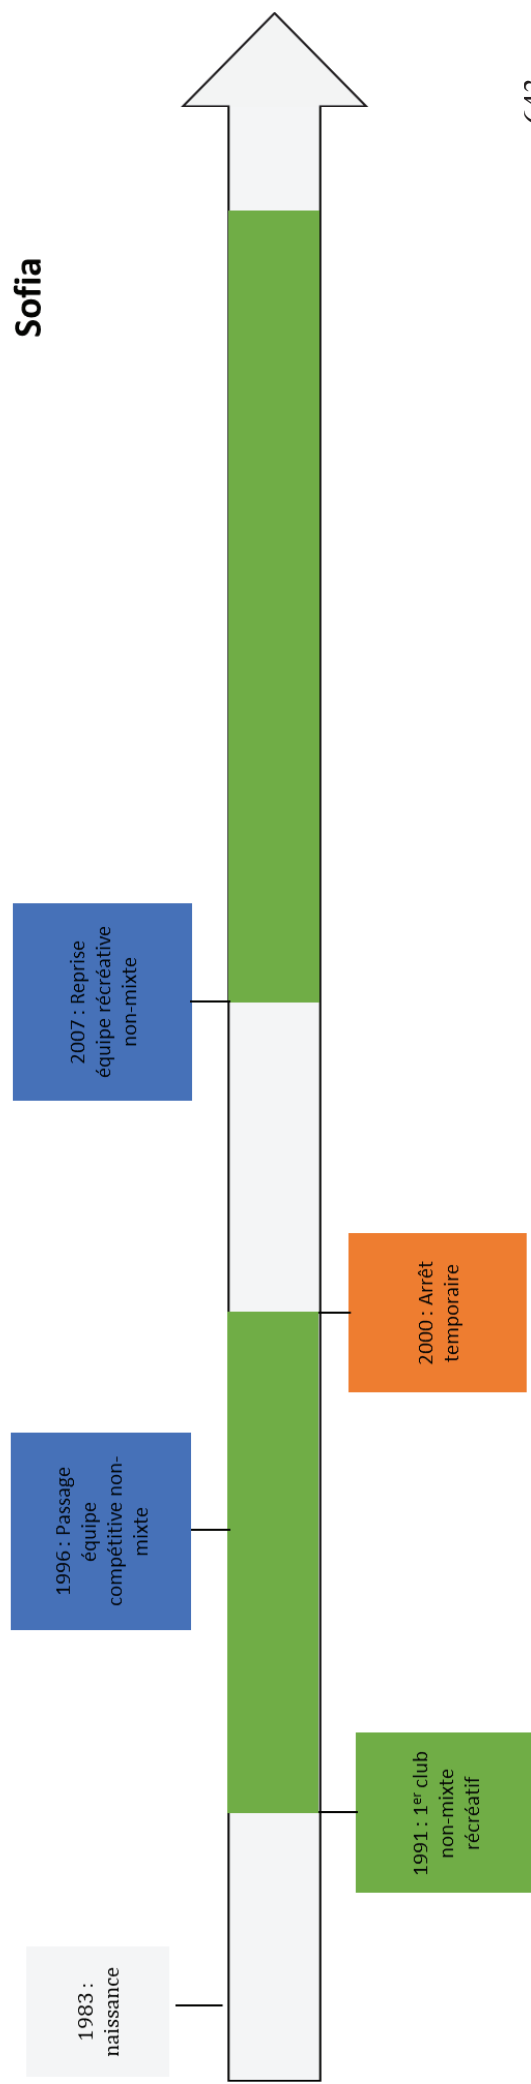 Sofia
1983 :
naissance
1991 : 1er club
non-mixte
récréatif
1996 : Passage
équipe
compétitive non-
mixte
2000 : Arrêt
temporaire
2007 : Reprise
équipe récréative
non-mixte